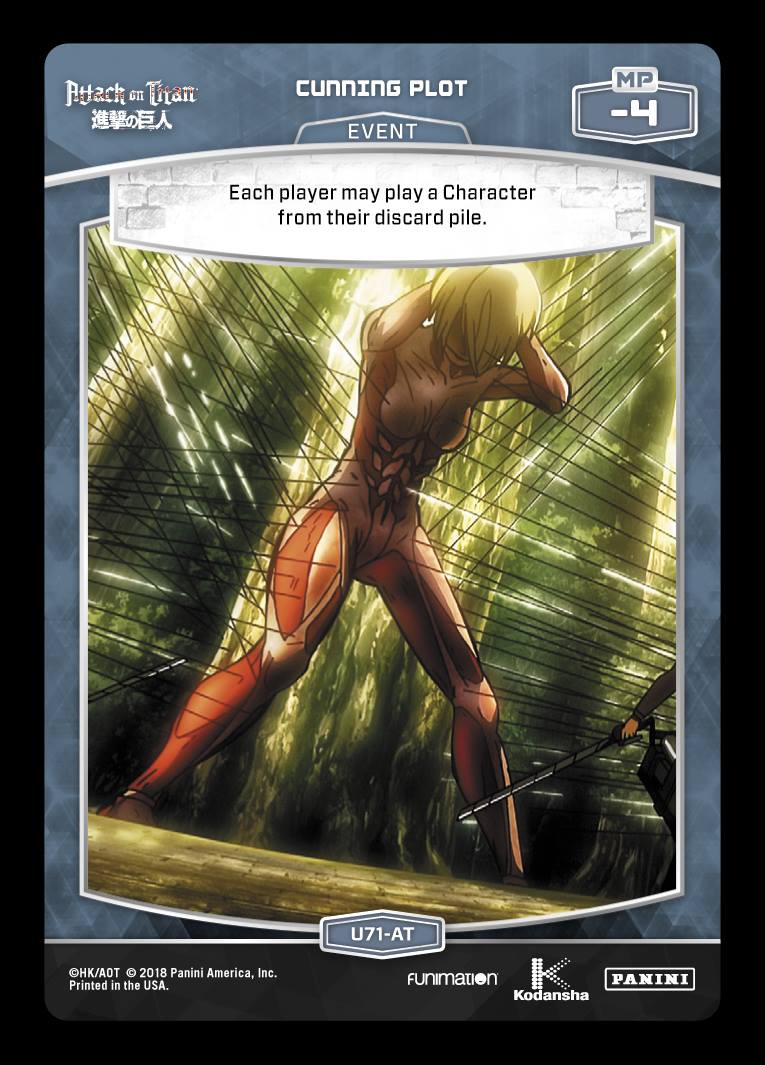 Attack on Titan
進撃の巨人
CUNNING PLOT
MP
-4
EVENT
Each player may play a Character
from their discard pile.
U71-AT
©HK/AOT © 2018 Panini America, Inc.
Printed in the USA.
FUNIMATION
Kodansha
PANINI